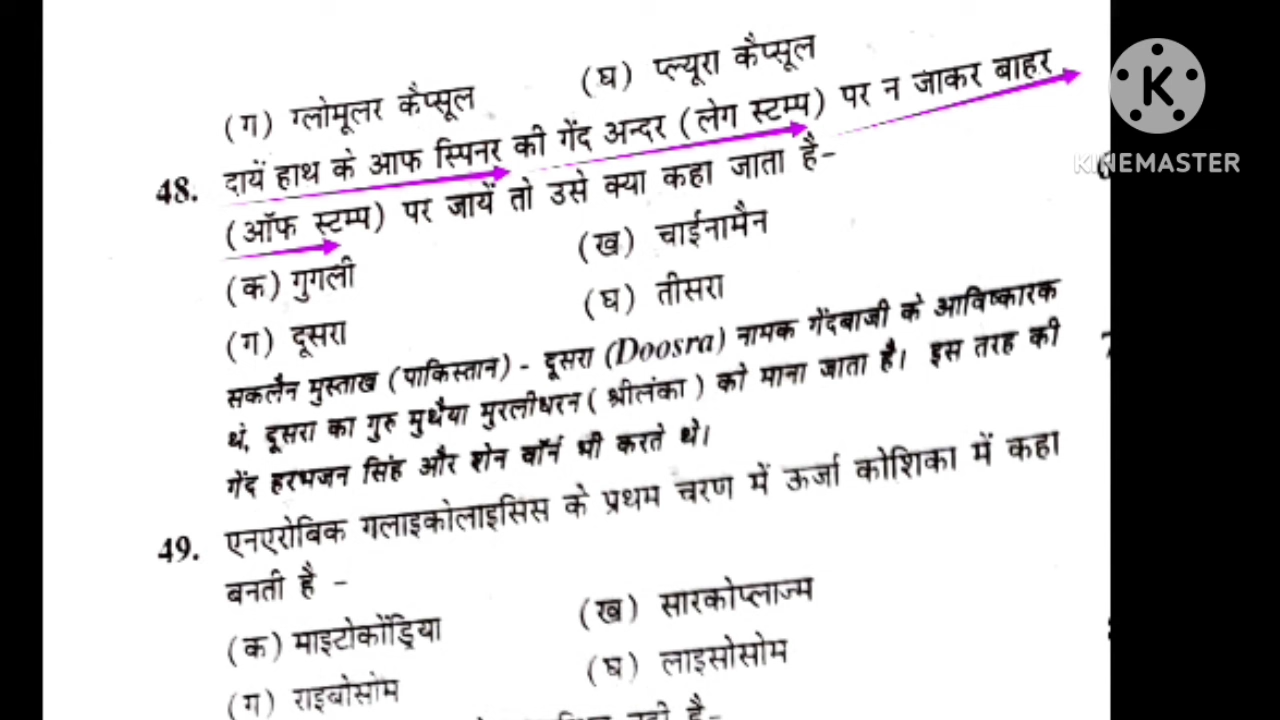 (ग) ग्लोमूलर कैप्सूल (घ) प्ल्यूरा कैप्सूल
48. दायें हाथ के आफ स्पिनर की गेंद अन्दर (लेग स्टम्प) पर न जाकर बाहर
(ऑफ स्टम्प) पर जायें तो उसे क्या कहा जाता है-
(क) गुगली (ख) चाईनामैन
(ग) दूसरा (घ) तीसरा
सकलैन मुस्ताख (पाकिस्तान) - दूसरा (Doosra) नामक गेंदबाजी के आविष्कारक
थे, दूसरा का गुरु मुथैया मुरलीधरन ( श्रीलंका ) को माना जाता है। इस तरह की
गेंद हरभजन सिंह और शेन वॉर्न भी करते थे।
49. एनएरोबिक गलाइकोलाइसिस के प्रथम चरण में ऊर्जा कोशिका में कहा
बनती है -
(क) माइटोकोंड्रिया (ख) सारकोप्लाज्म
(ग) राइबोसोम (घ) लाइसोसोम
KINEMASTER